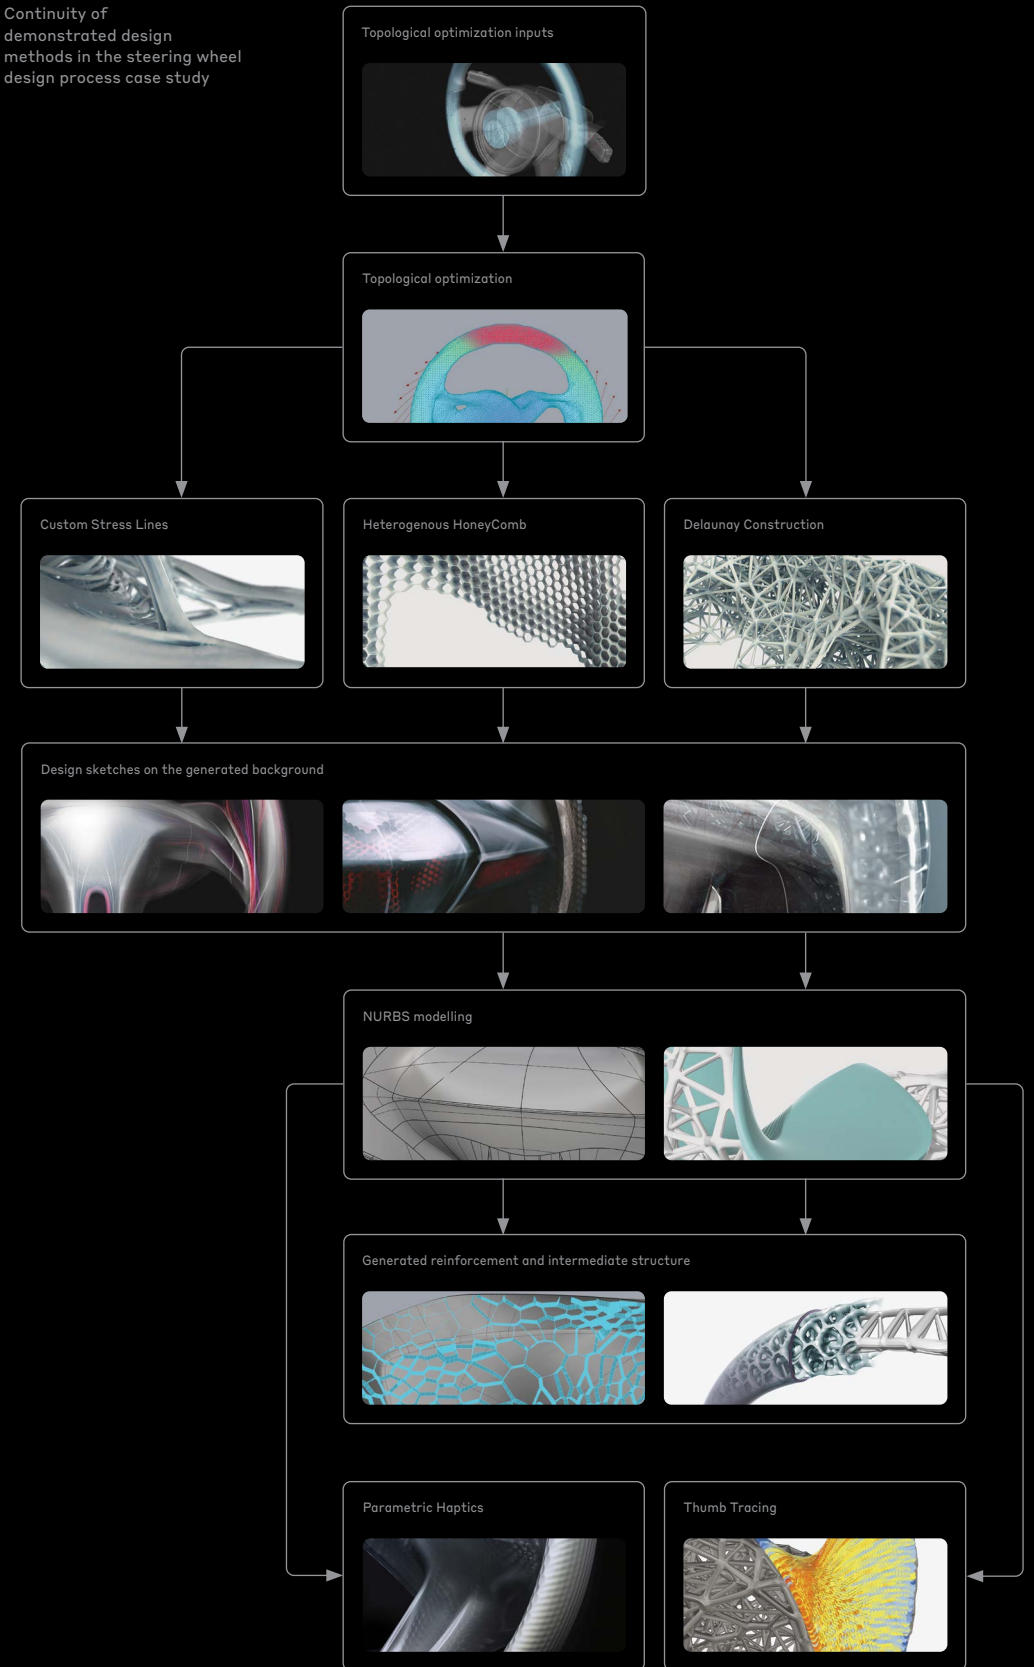 Continuity of
demonstrated design
methods in the steering wheel
design process case study
Topological optimization inputs
Topological optimization
Custom Stress Lines
Heterogenous HoneyComb
Delaunay Construction
Design sketches on the generated background
NURBS modelling
Generated reinforcement and intermediate structure
Parametric Haptics
Thumb Tracing